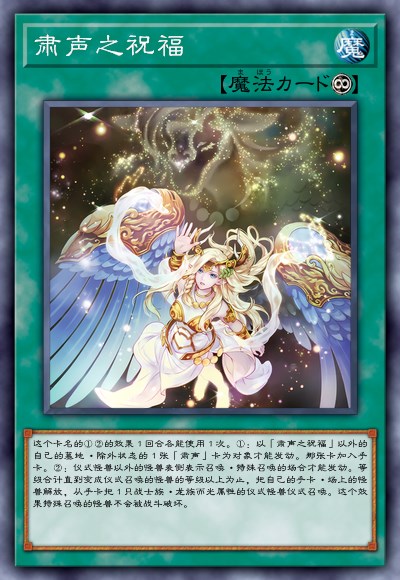 肃声之祝福
魔
【魔法カード】
まほう
这个卡名的①②的效果1回合各能使用1次。①：以「肃声之祝福」以外的
自己的墓地·除外状态的1张「肃声」卡为对象才能发动。那张卡加入手
卡。②：仪式怪兽以外的怪兽表侧表示召唤·特殊召唤的场合才能发动。等
级合计直到变成仪式召唤的怪兽的等级以上为止，把自己的手卡·场上的怪
兽解放，从手卡把1只战士族·龙族而光属性的仪式怪兽仪式召唤。这个效
果特殊召唤的怪兽不会被战斗破坏。